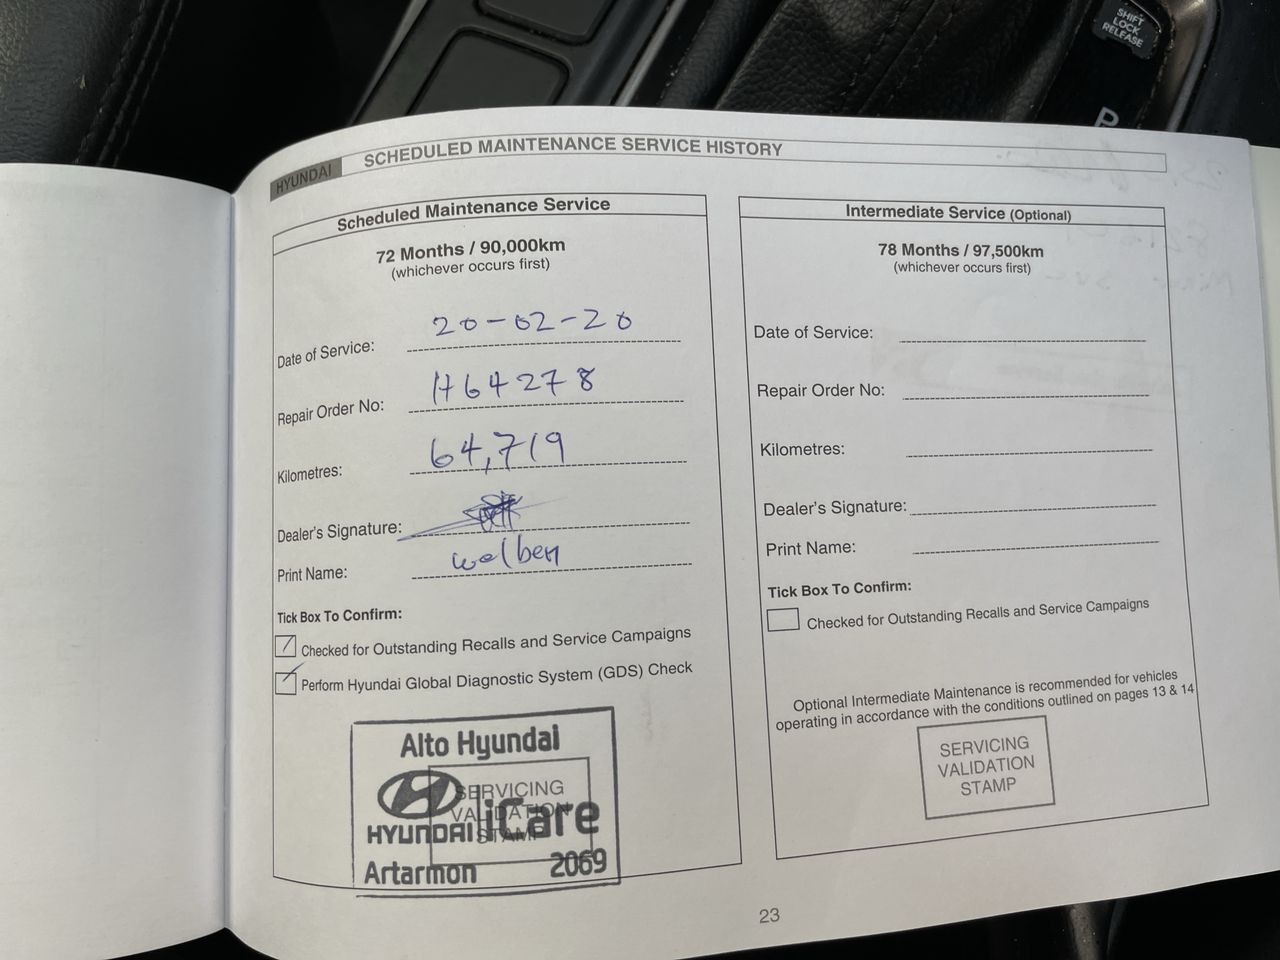 SHIFT
LOCK
RELEASE
P
HYUNDAI
SCHEDULED MAINTENANCE SERVICE HISTORY
Scheduled Maintenance Service
72 Months / 90,000km
(whichever occurs first)
Date of Service: 20-02-20
Repair Order No: H64278
Kilometres: 64,719
Dealer's Signature:
Print Name:
Tick Box To Confirm:
Checked for Outstanding Recalls and Service Campaigns
Perform Hyundai Global Diagnostic System (GDS) Check
Alto Hyundai
SERVICING
VALIDATION
STAMP
HYUNDAI iCare
Artarmon 2069
Intermediate Service (Optional)
78 Months / 97,500km
(whichever occurs first)
Date of Service:
Repair Order No:
Kilometres:
Dealer's Signature:
Print Name:
Tick Box To Confirm:
Checked for Outstanding Recalls and Service Campaigns
Optional Intermediate Maintenance is recommended for vehicles
operating in accordance with the conditions outlined on pages 13 & 14
SERVICING
VALIDATION
STAMP
23